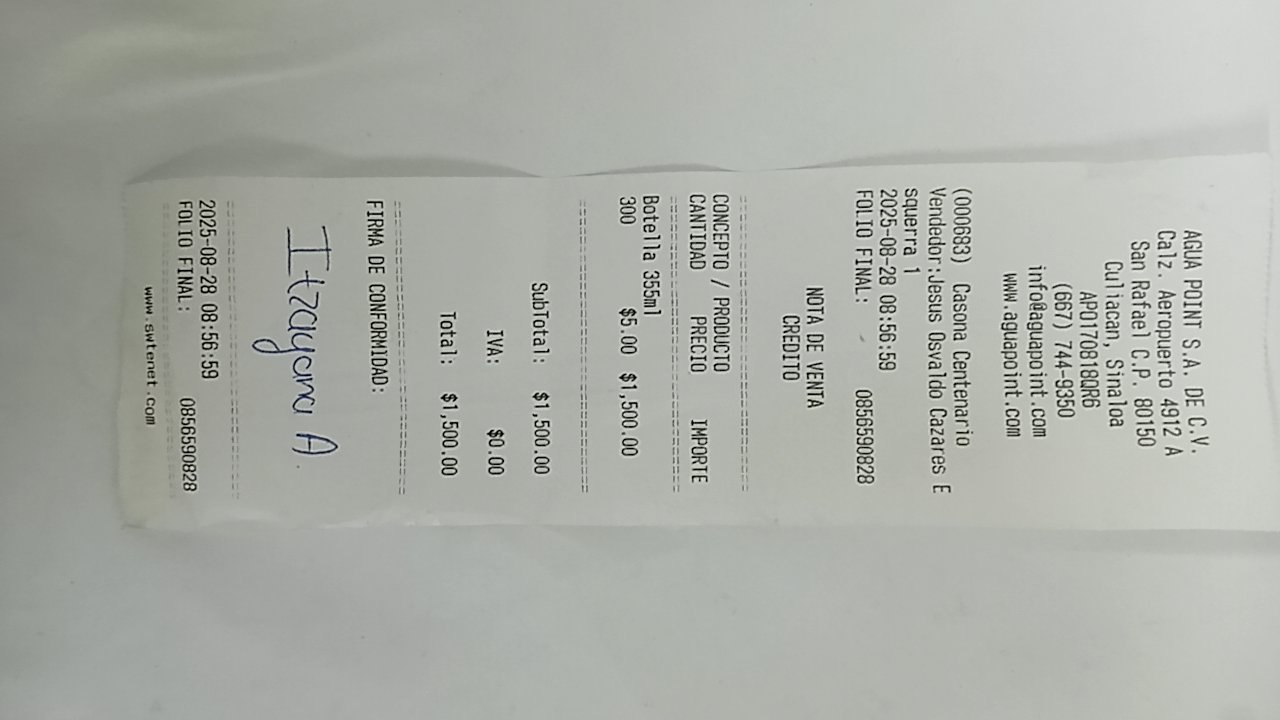 AGUA POINT S.A. DE C.V.
Calz. Aeropuerto 4912 A
San Rafael C.P. 80150
Culiacan, Sinaloa
APO170818QR6
(667) 744-9350
info@aguapoint.com
www.aguapoint.com
(000683) Casona Centenario
Vendedor:Jesus Osvaldo Cazares E
squerra 1
2025-08-28 08:56:59
FOLIO FINAL: 0856590828
NOTA DE VENTA
CREDITO
CONCEPTO / PRODUCTO
CANTIDAD PRECIO IMPORTE
Botella 355ml
300 $5.00 $1,500.00
SubTotal: $1,500.00
IVA: $0.00
Total: $1,500.00
FIRMA DE CONFORMIDAD:
Itzayana A.
2025-08-28 08:56:59
FOLIO FINAL: 0856590828
www.swtenet.com